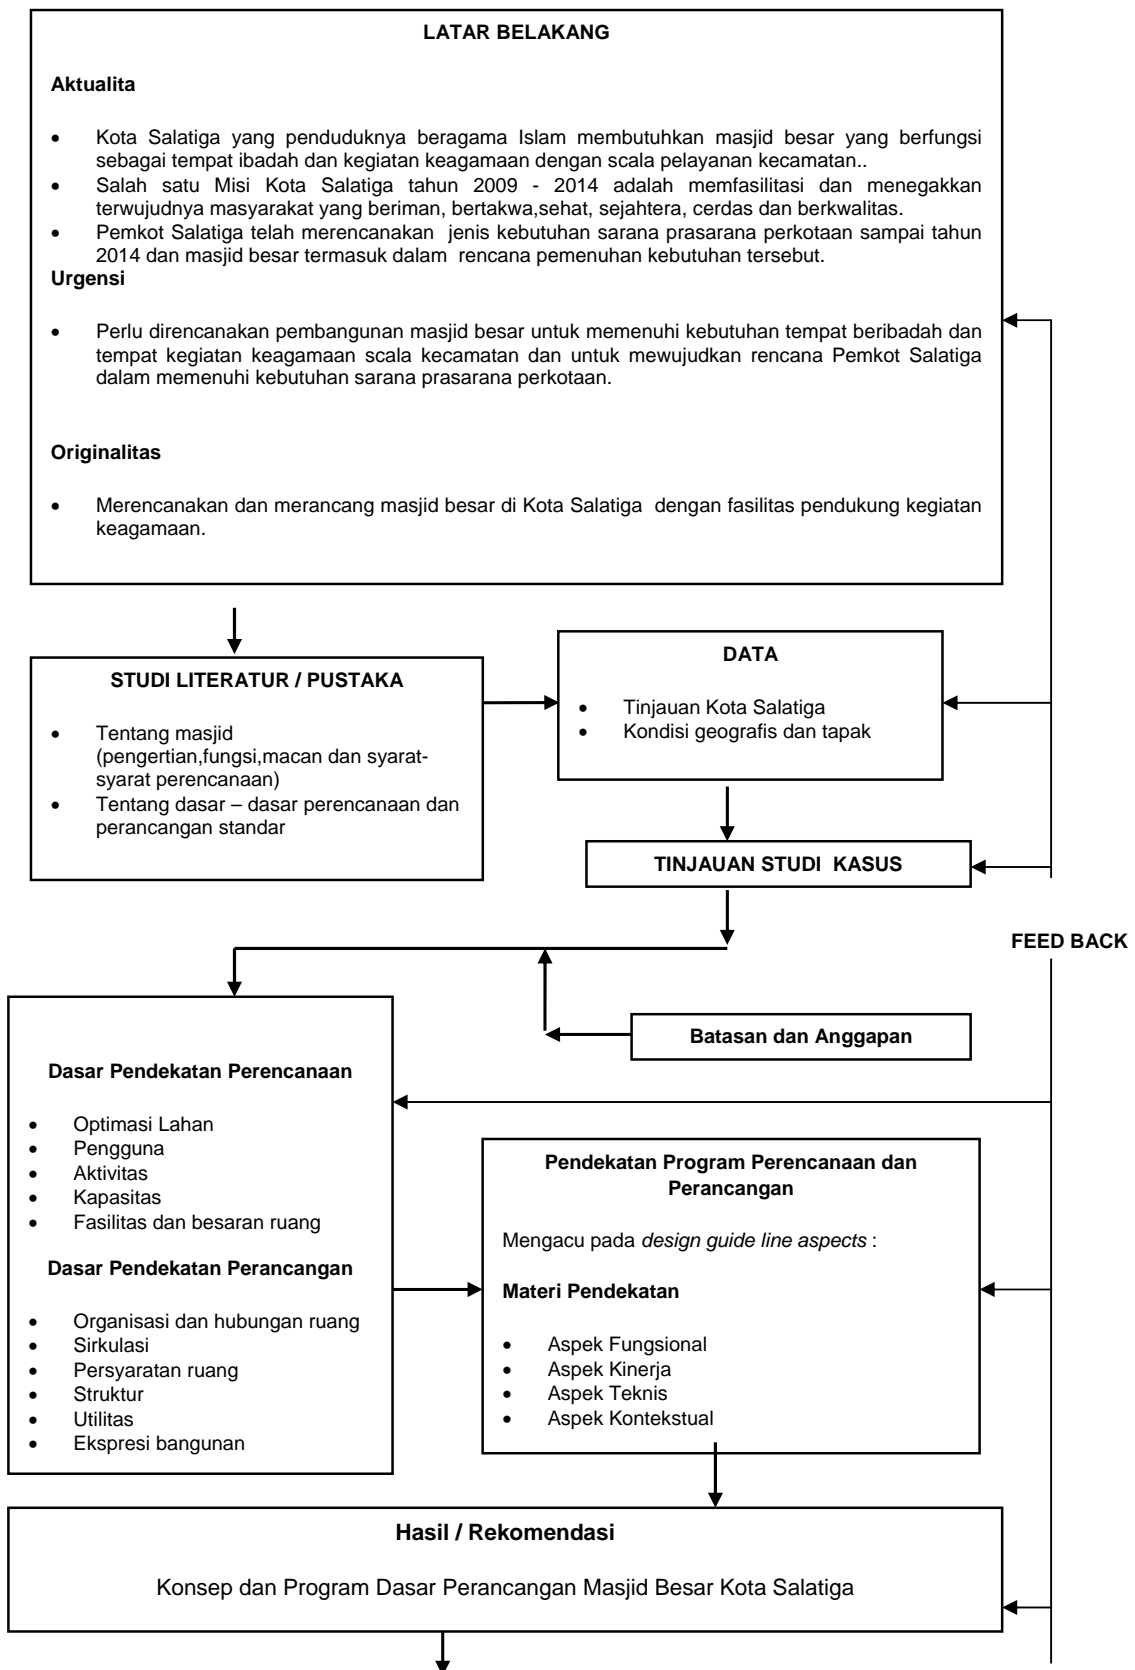 LATAR BELAKANG
Aktualita
• Kota Salatiga yang penduduknya beragama Islam membutuhkan masjid besar yang berfungsi
sebagai tempat ibadah dan kegiatan keagamaan dengan scala pelayanan kecamatan..
• Salah satu Misi Kota Salatiga tahun 2009 - 2014 adalah memfasilitasi dan menegakkan
terwujudnya masyarakat yang beriman, bertakwa,sehat, sejahtera, cerdas dan berkwalitas.
• Pemkot Salatiga telah merencanakan jenis kebutuhan sarana prasarana perkotaan sampai tahun
2014 dan masjid besar termasuk dalam rencana pemenuhan kebutuhan tersebut.
Urgensi
• Perlu direncanakan pembangunan masjid besar untuk memenuhi kebutuhan tempat beribadah dan
tempat kegiatan keagamaan scala kecamatan dan untuk mewujudkan rencana Pemkot Salatiga
dalam memenuhi kebutuhan sarana prasarana perkotaan.
Originalitas
• Merencanakan dan merancang masjid besar di Kota Salatiga dengan fasilitas pendukung kegiatan
keagamaan.
STUDI LITERATUR / PUSTAKA
• Tentang masjid
(pengertian,fungsi,macan dan syarat-
syarat perencanaan)
• Tentang dasar – dasar perencanaan dan
perancangan standar
DATA
• Tinjauan Kota Salatiga
• Kondisi geografis dan tapak
TINJAUAN STUDI KASUS
FEED BACK
Batasan dan Anggapan
Dasar Pendekatan Perencanaan
• Optimasi Lahan
• Pengguna
• Aktivitas
• Kapasitas
• Fasilitas dan besaran ruang
Dasar Pendekatan Perancangan
• Organisasi dan hubungan ruang
• Sirkulasi
• Persyaratan ruang
• Struktur
• Utilitas
• Ekspresi bangunan
Pendekatan Program Perencanaan dan
Perancangan
Mengacu pada design guide line aspects :
Materi Pendekatan
• Aspek Fungsional
• Aspek Kinerja
• Aspek Teknis
• Aspek Kontekstual
Hasil / Rekomendasi
Konsep dan Program Dasar Perancangan Masjid Besar Kota Salatiga